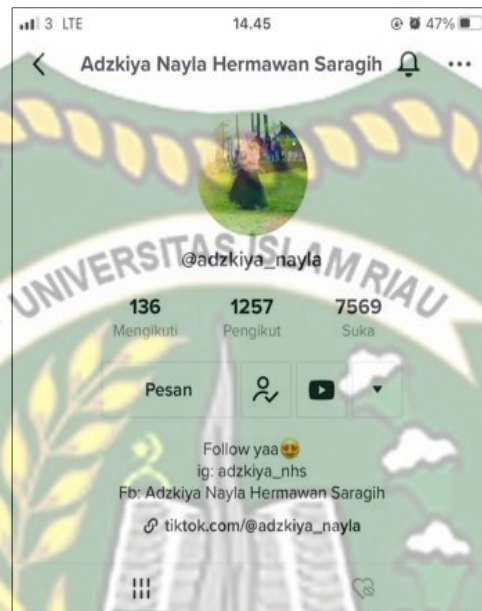 3 LTE 14.45 47%
Adzkiya Nayla Hermawan Saragih
UNIVERSITAS ISLAM RIAU
@adzkiya_nayla
136 1257 7569
Mengikuti Pengikut Suka
Pesan
Follow yaa😍
ig: adzkiya_nhs
Fb: Adzkiya Nayla Hermawan Saragih
tiktok.com/@adzkiya_nayla